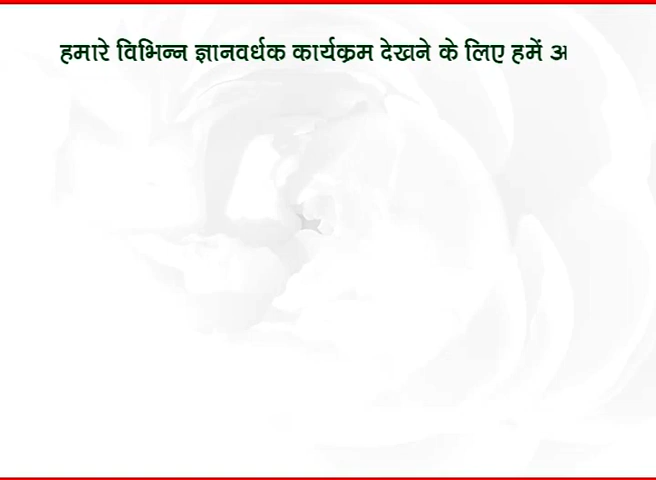 हमारे विभिन्न ज्ञानवर्धक कार्यक्रम देखने के लिए हमें अ